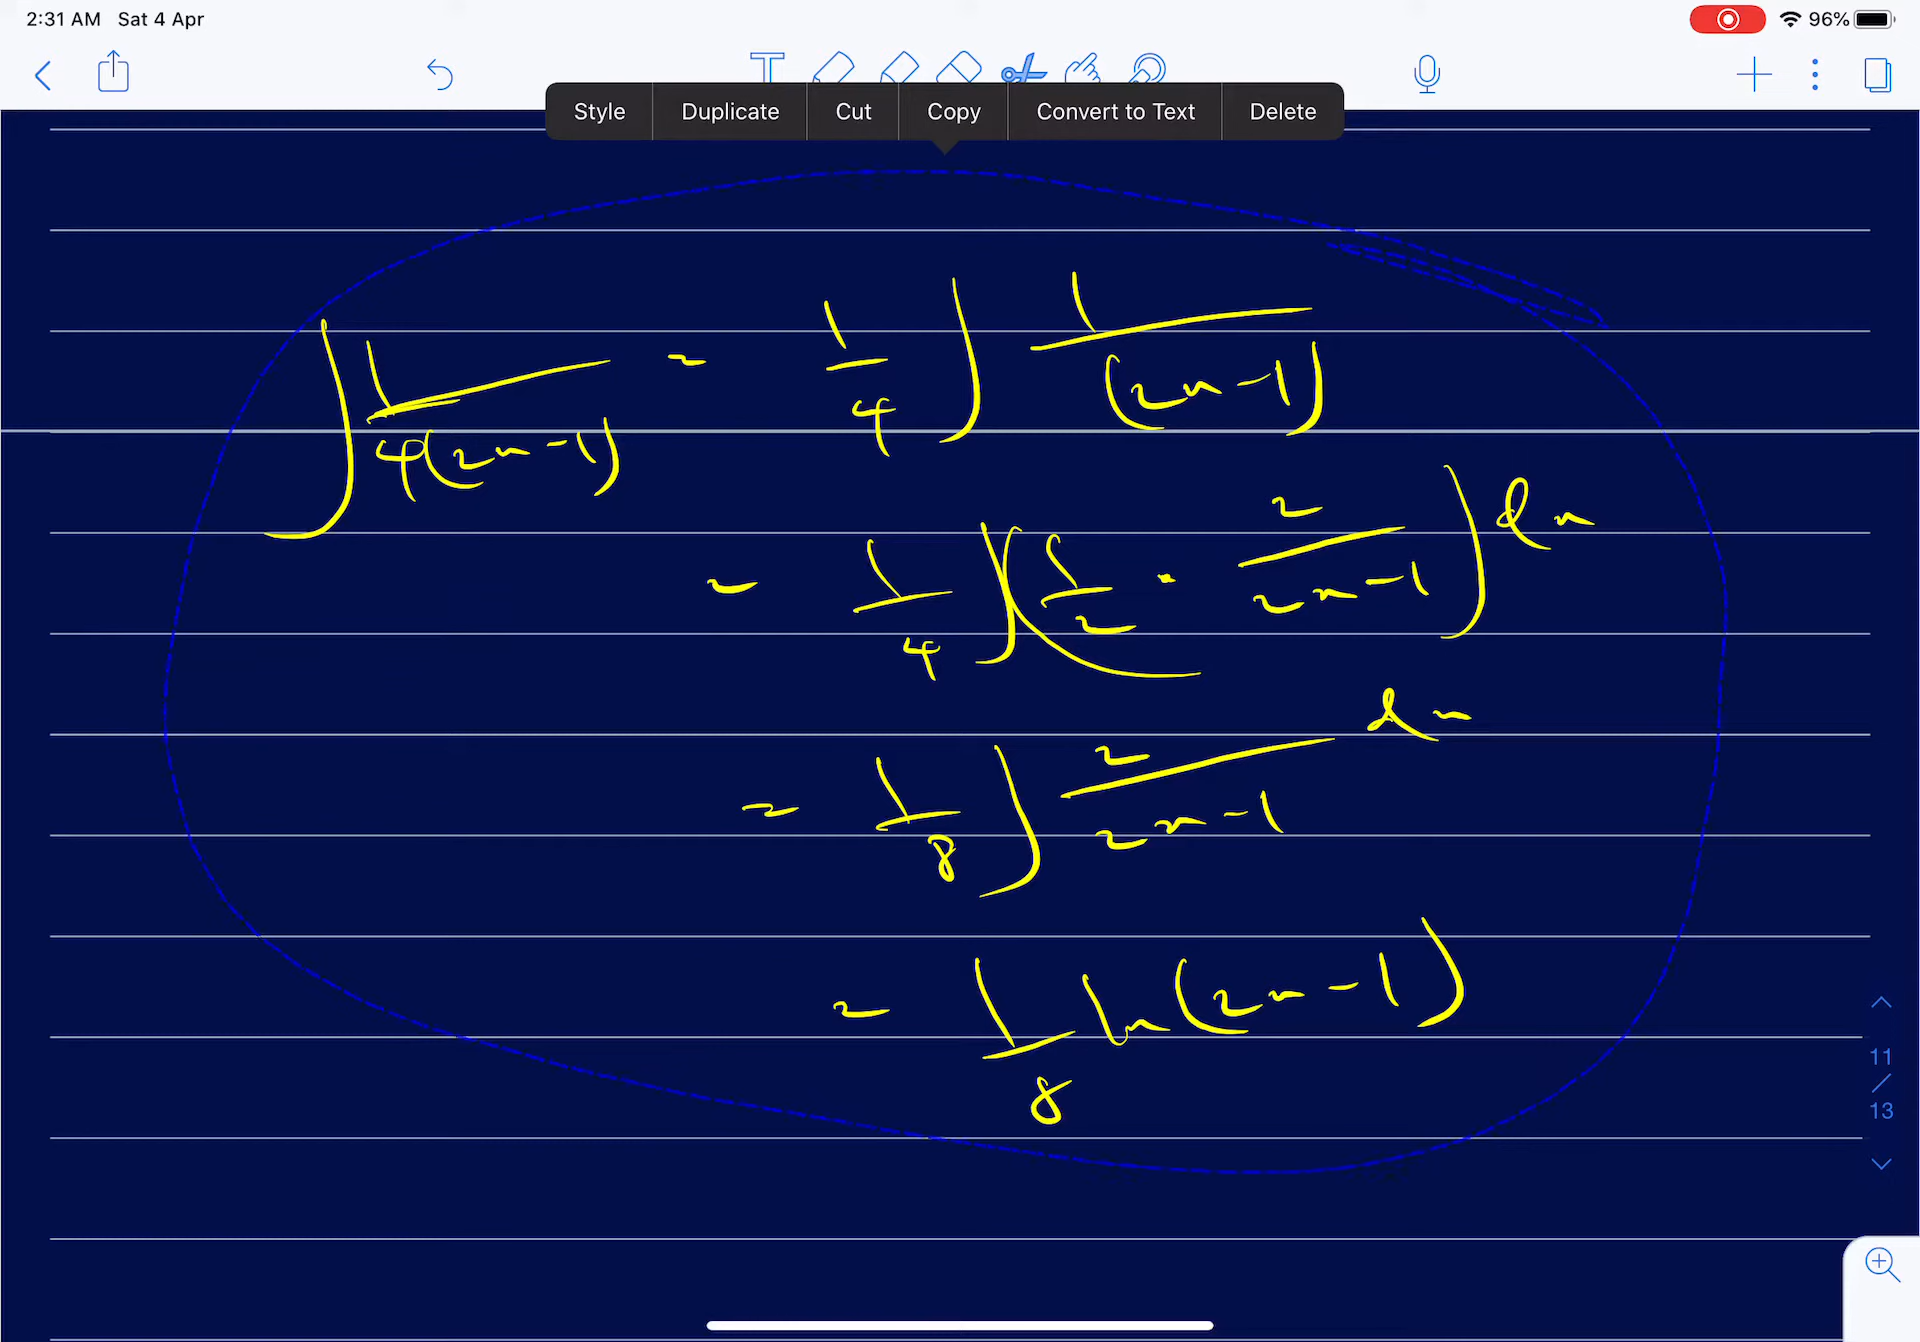 2:31 AM Sat 4 Apr 96%
Style Duplicate Cut Copy Convert to Text Delete
∫ 1/4(2x-1) = 1/4 ∫ 1/(2x-1)
= 1/4 ∫ (1/2 · 2/2x-1) dx
= 1/8 ∫ 2/2x-1 dx
= 1/8 ln(2x-1)
11
/
13